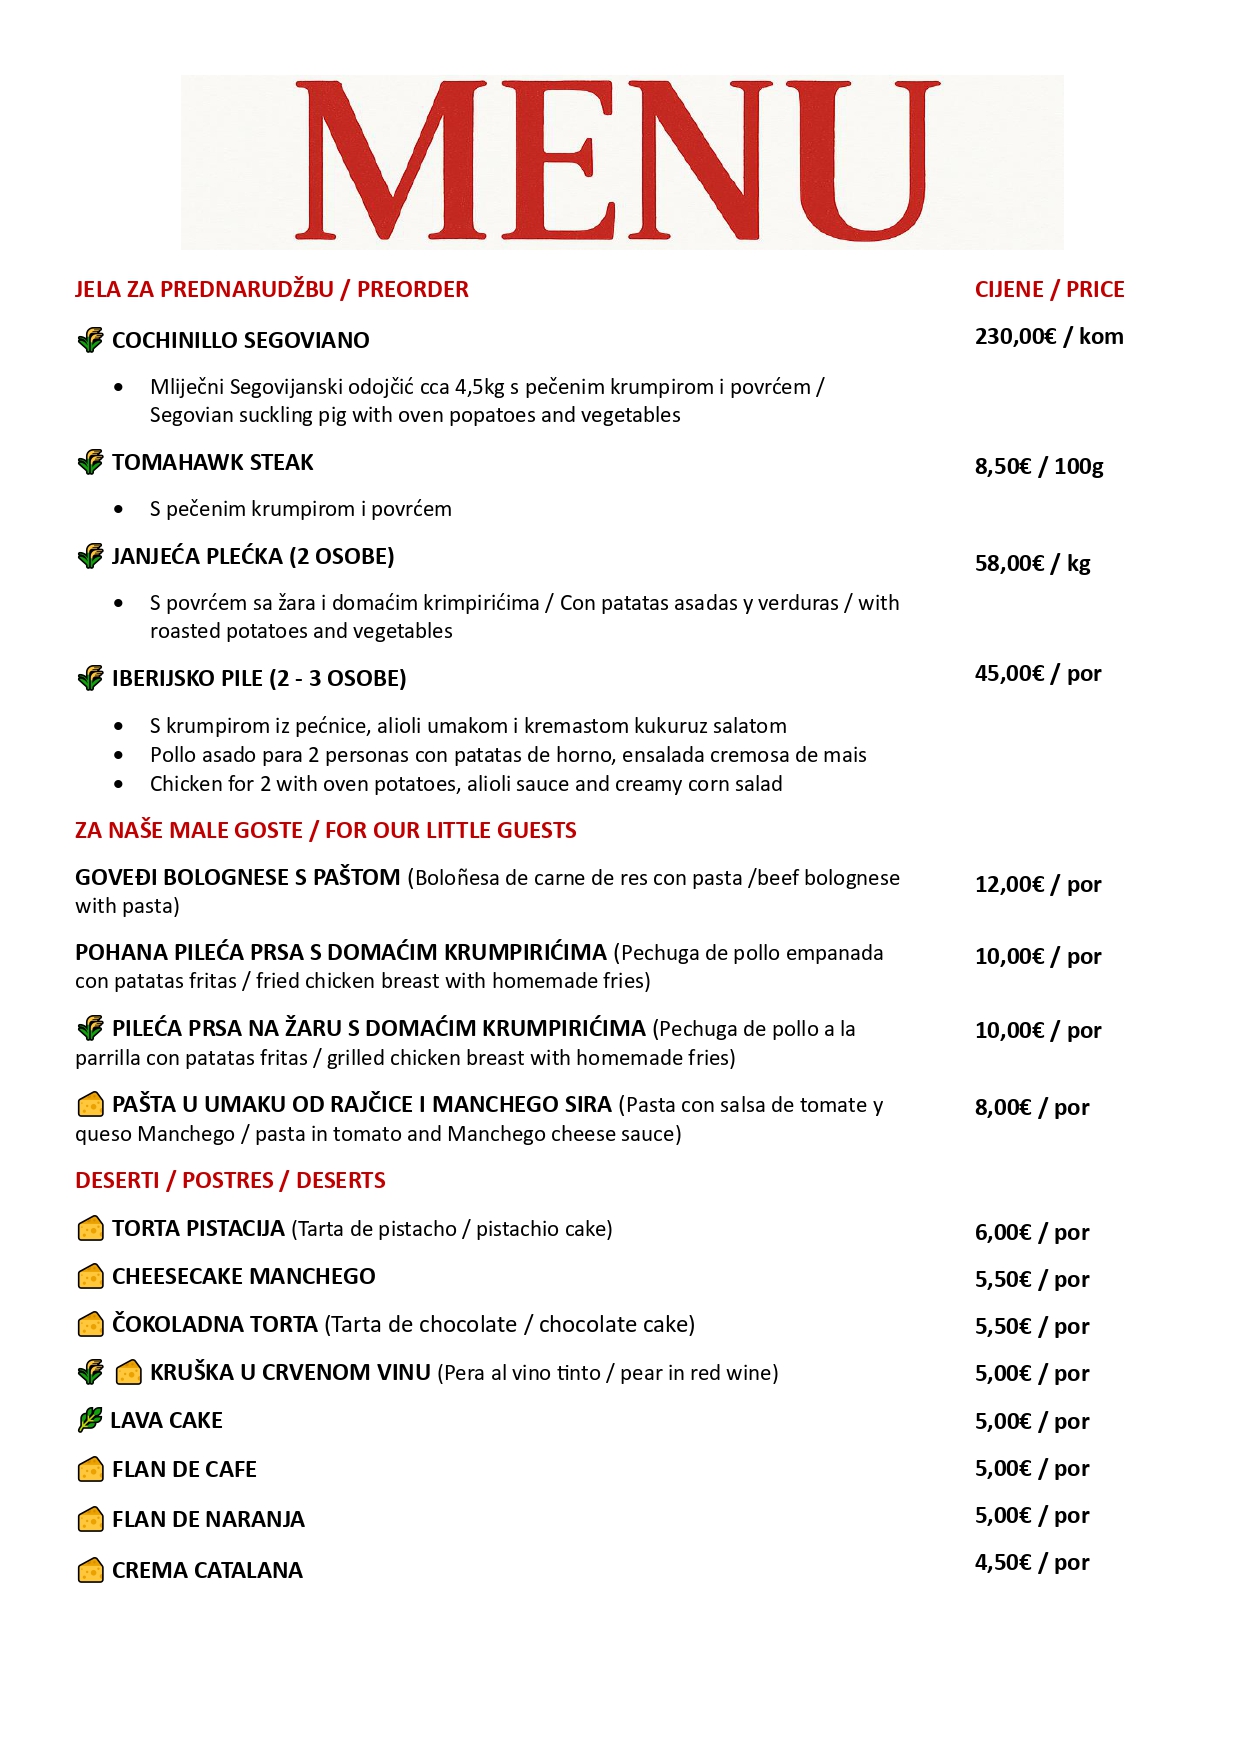 MENU
JELA ZA PREDNARUDŽBU / PREORDER CIJENE / PRICE
COCHINILLO SEGOVIANO 230,00€ / kom
• Mliječni Segovijanski odojčić cca 4,5kg s pečenim krumpirom i povrćem /
Segovian suckling pig with oven popatoes and vegetables
TOMAHAWK STEAK 8,50€ / 100g
• S pečenim krumpirom i povrćem
JANJEĆA PLEĆKA (2 OSOBE) 58,00€ / kg
• S povrćem sa žara i domaćim krimpirićima / Con patatas asadas y verduras / with
roasted potatoes and vegetables
IBERIJSKO PILE (2 - 3 OSOBE) 45,00€ / por
• S krumpirom iz pećnice, alioli umakom i kremastom kukuruz salatom
• Pollo asado para 2 personas con patatas de horno, ensalada cremosa de mais
• Chicken for 2 with oven potatoes, alioli sauce and creamy corn salad
ZA NAŠE MALE GOSTE / FOR OUR LITTLE GUESTS
GOVEĐI BOLOGNESE S PAŠTOM (Boloñesa de carne de res con pasta /beef bolognese 12,00€ / por
with pasta)
POHANA PILEĆA PRSA S DOMAĆIM KRUMPIRIĆIMA (Pechuga de pollo empanada 10,00€ / por
con patatas fritas / fried chicken breast with homemade fries)
PILEĆA PRSA NA ŽARU S DOMAĆIM KRUMPIRIĆIMA (Pechuga de pollo a la 10,00€ / por
parrilla con patatas fritas / grilled chicken breast with homemade fries)
PAŠTA U UMAKU OD RAJČICE I MANCHEGO SIRA (Pasta con salsa de tomate y 8,00€ / por
queso Manchego / pasta in tomato and Manchego cheese sauce)
DESERTI / POSTRES / DESERTS
TORTA PISTACIJA (Tarta de pistacho / pistachio cake) 6,00€ / por
CHEESECAKE MANCHEGO 5,50€ / por
ČOKOLADNA TORTA (Tarta de chocolate / chocolate cake) 5,50€ / por
KRUŠKA U CRVENOM VINU (Pera al vino tinto / pear in red wine) 5,00€ / por
LAVA CAKE 5,00€ / por
FLAN DE CAFE 5,00€ / por
FLAN DE NARANJA 5,00€ / por
CREMA CATALANA 4,50€ / por